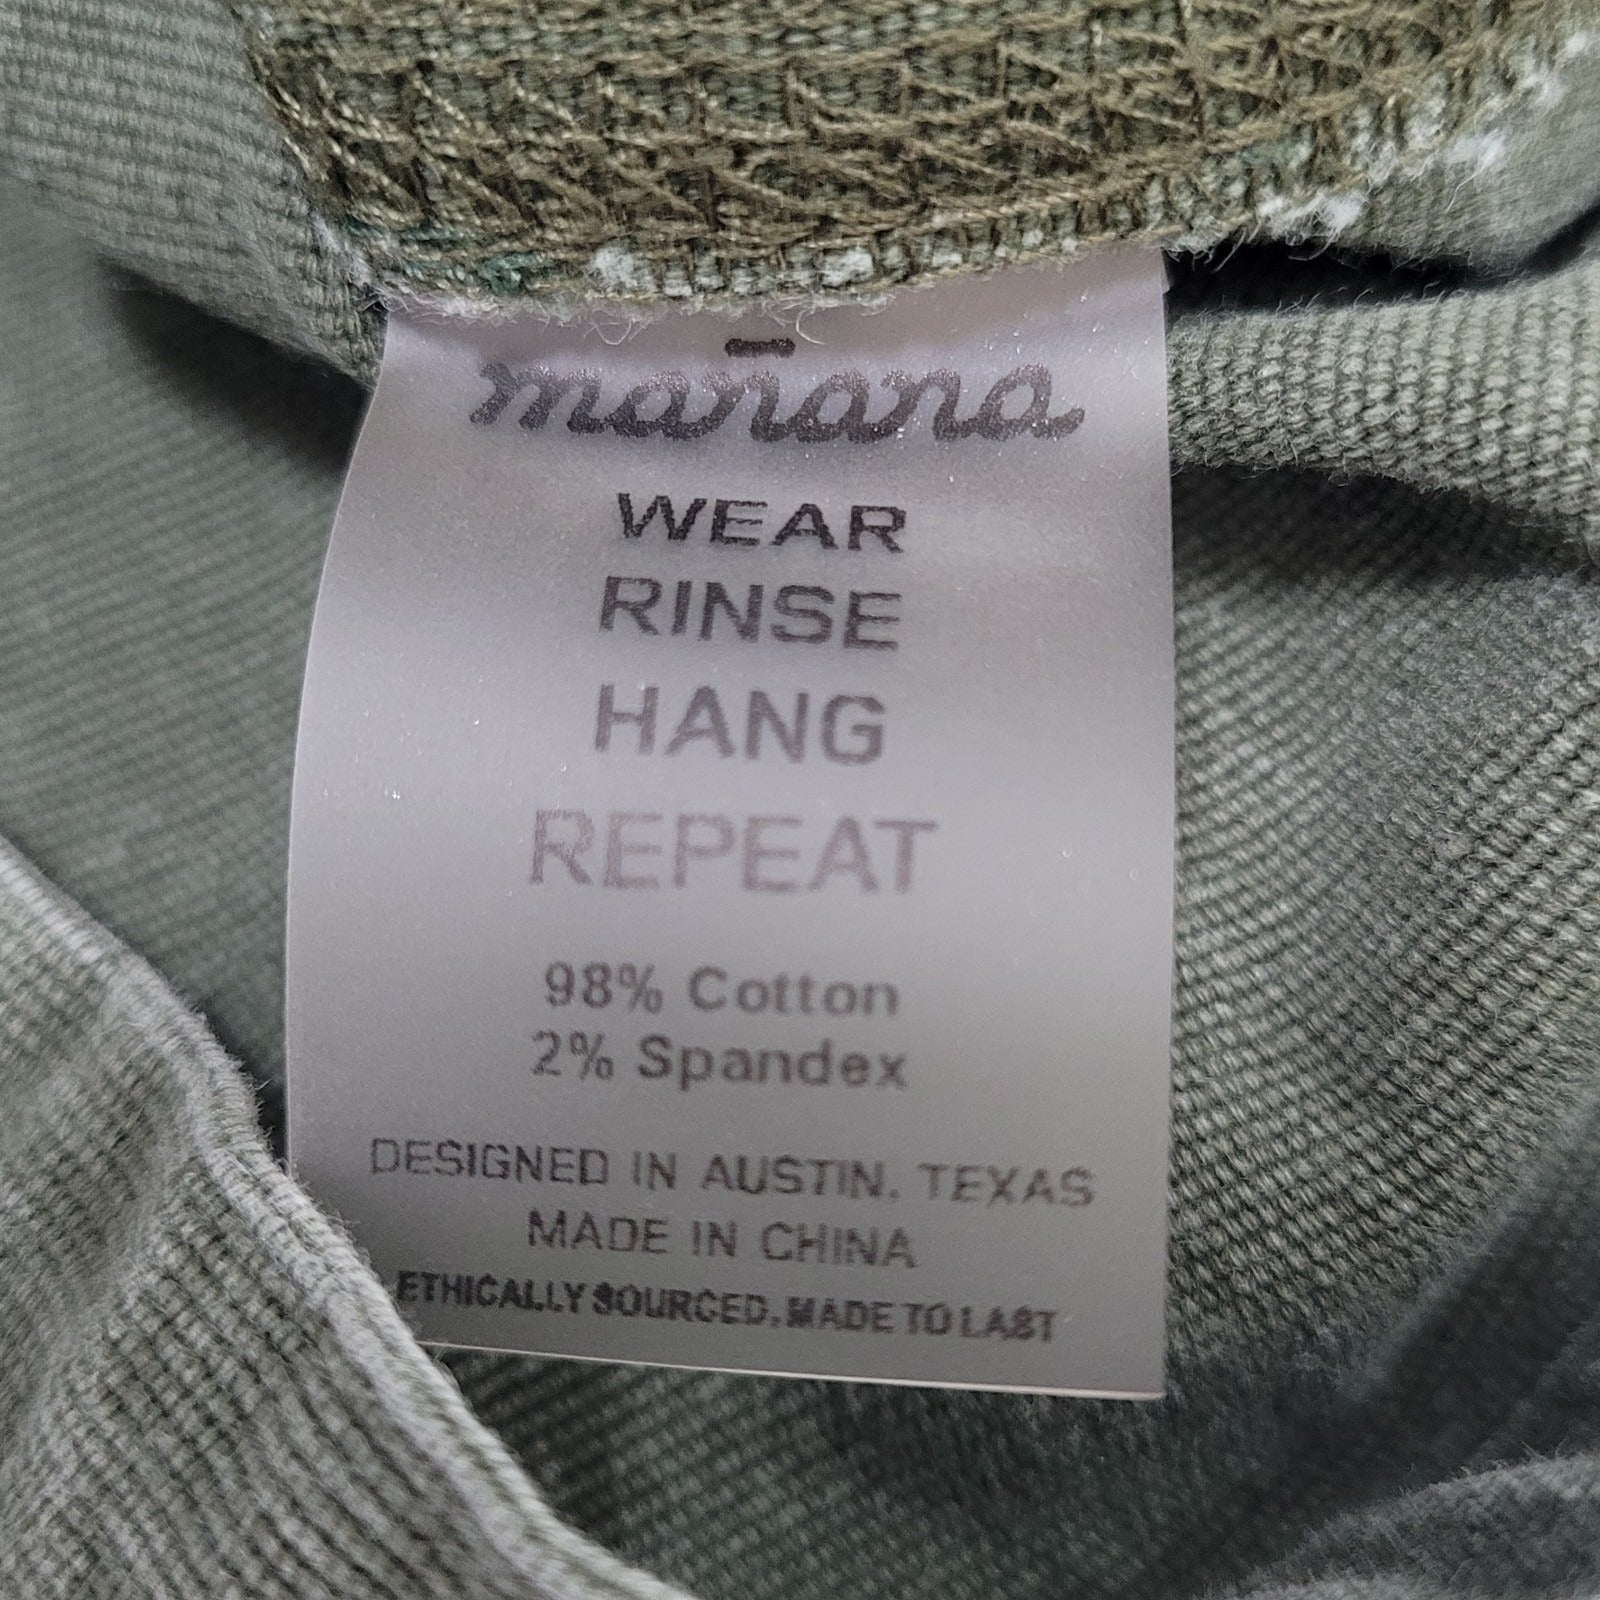 mañana
WEAR
RINSE
HANG
REPEAT
98% Cotton
2% Spandex
DESIGNED IN AUSTIN, TEXAS
MADE IN CHINA
ETHICALLY SOURCED, MADE TO LAST